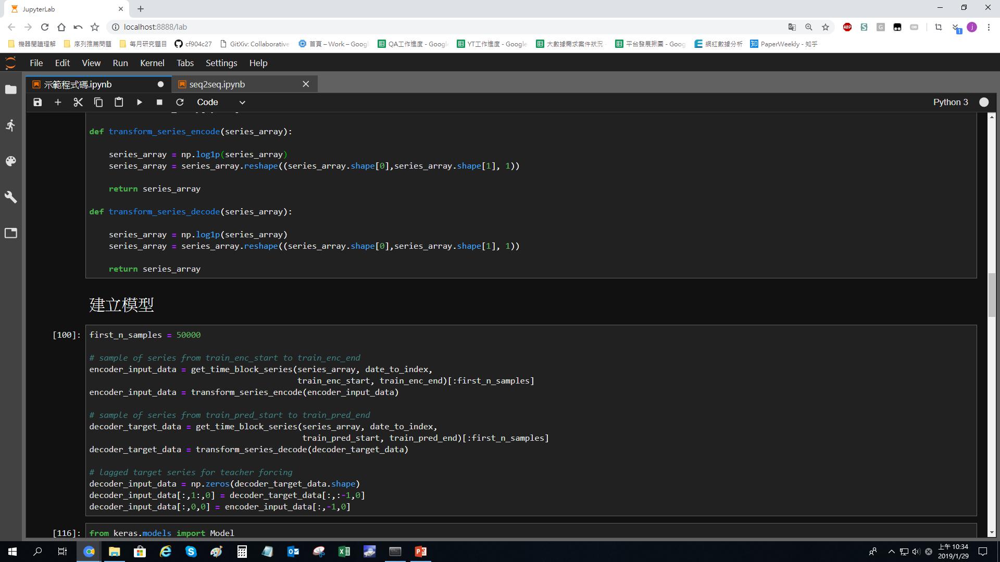 JupyterLab
localhost:8888/lab
機器閱讀理解
序列推薦問題
每月研究題目
cf904c27
GitXiv: Collaborative
首頁 – Work – Googl
QA工作進度 - Google
YT工作進度 - Google
大數據需求案件狀況 -
平台發展揪團 - Goog
網紅數據分析
PaperWeekly - 知乎
File Edit View Run Kernel Tabs Settings Help
示範程式碼.ipynb
seq2seq.ipynb
Code
Python 3
def transform_series_encode(series_array):
series_array = np.log1p(series_array)
series_array = series_array.reshape((series_array.shape[0],series_array.shape[1], 1))
return series_array
def transform_series_decode(series_array):
series_array = np.log1p(series_array)
series_array = series_array.reshape((series_array.shape[0],series_array.shape[1], 1))
return series_array
建立模型
[100]: first_n_samples = 50000
# sample of series from train_enc_start to train_enc_end
encoder_input_data = get_time_block_series(series_array, date_to_index,
train_enc_start, train_enc_end)[:first_n_samples]
encoder_input_data = transform_series_encode(encoder_input_data)
# sample of series from train_pred_start to train_pred_end
decoder_target_data = get_time_block_series(series_array, date_to_index,
train_pred_start, train_pred_end)[:first_n_samples]
decoder_target_data = transform_series_decode(decoder_target_data)
# lagged target series for teacher forcing
decoder_input_data = np.zeros(decoder_target_data.shape)
decoder_input_data[:,1:,0] = decoder_target_data[:,:-1,0]
decoder_input_data[:,0,0] = encoder_input_data[:,-1,0]
[116]: from keras.models import Model
上午 10:34
2019/1/29